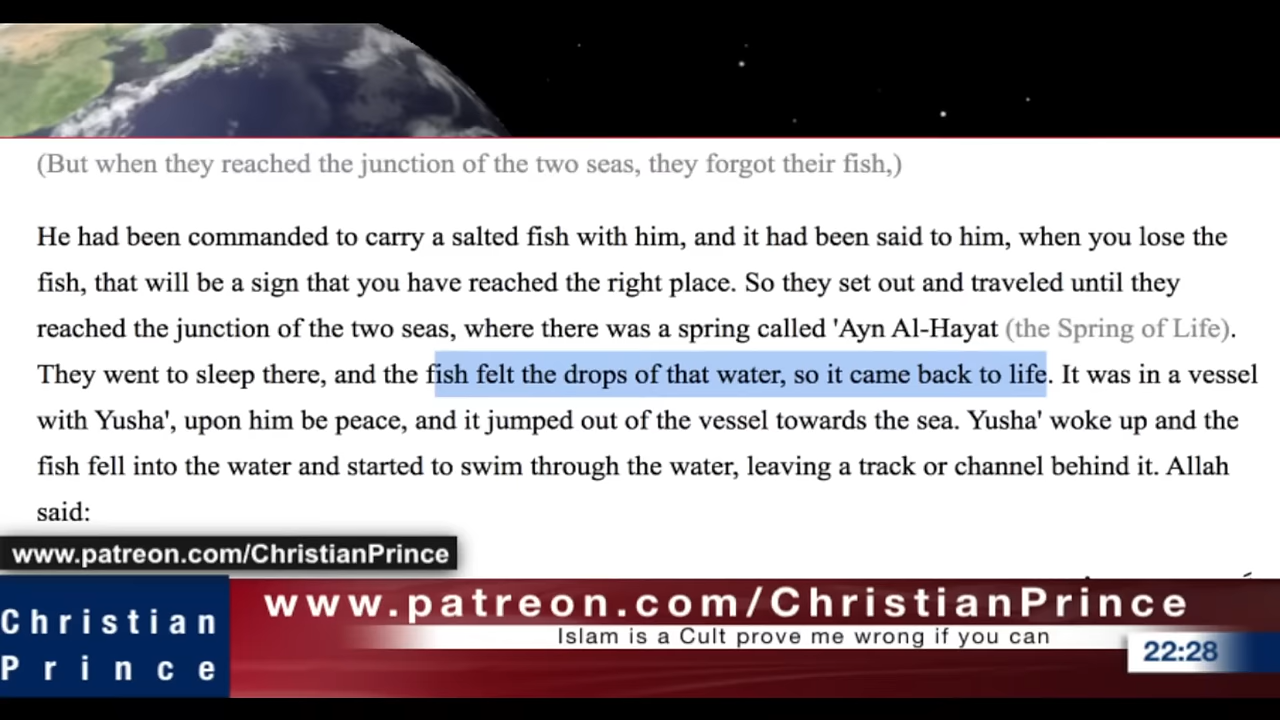 (But when they reached the junction of the two seas, they forgot their fish,)
He had been commanded to carry a salted fish with him, and it had been said to him, when you lose the
fish, that will be a sign that you have reached the right place. So they set out and traveled until they
reached the junction of the two seas, where there was a spring called 'Ayn Al-Hayat (the Spring of Life).
They went to sleep there, and the fish felt the drops of that water, so it came back to life. It was in a vessel
with Yusha', upon him be peace, and it jumped out of the vessel towards the sea. Yusha' woke up and the
fish fell into the water and started to swim through the water, leaving a track or channel behind it. Allah
said:
www.patreon.com/ChristianPrince
Christian
Prince
www.patreon.com/ChristianPrince
Islam is a Cult prove me wrong if you can
22:28